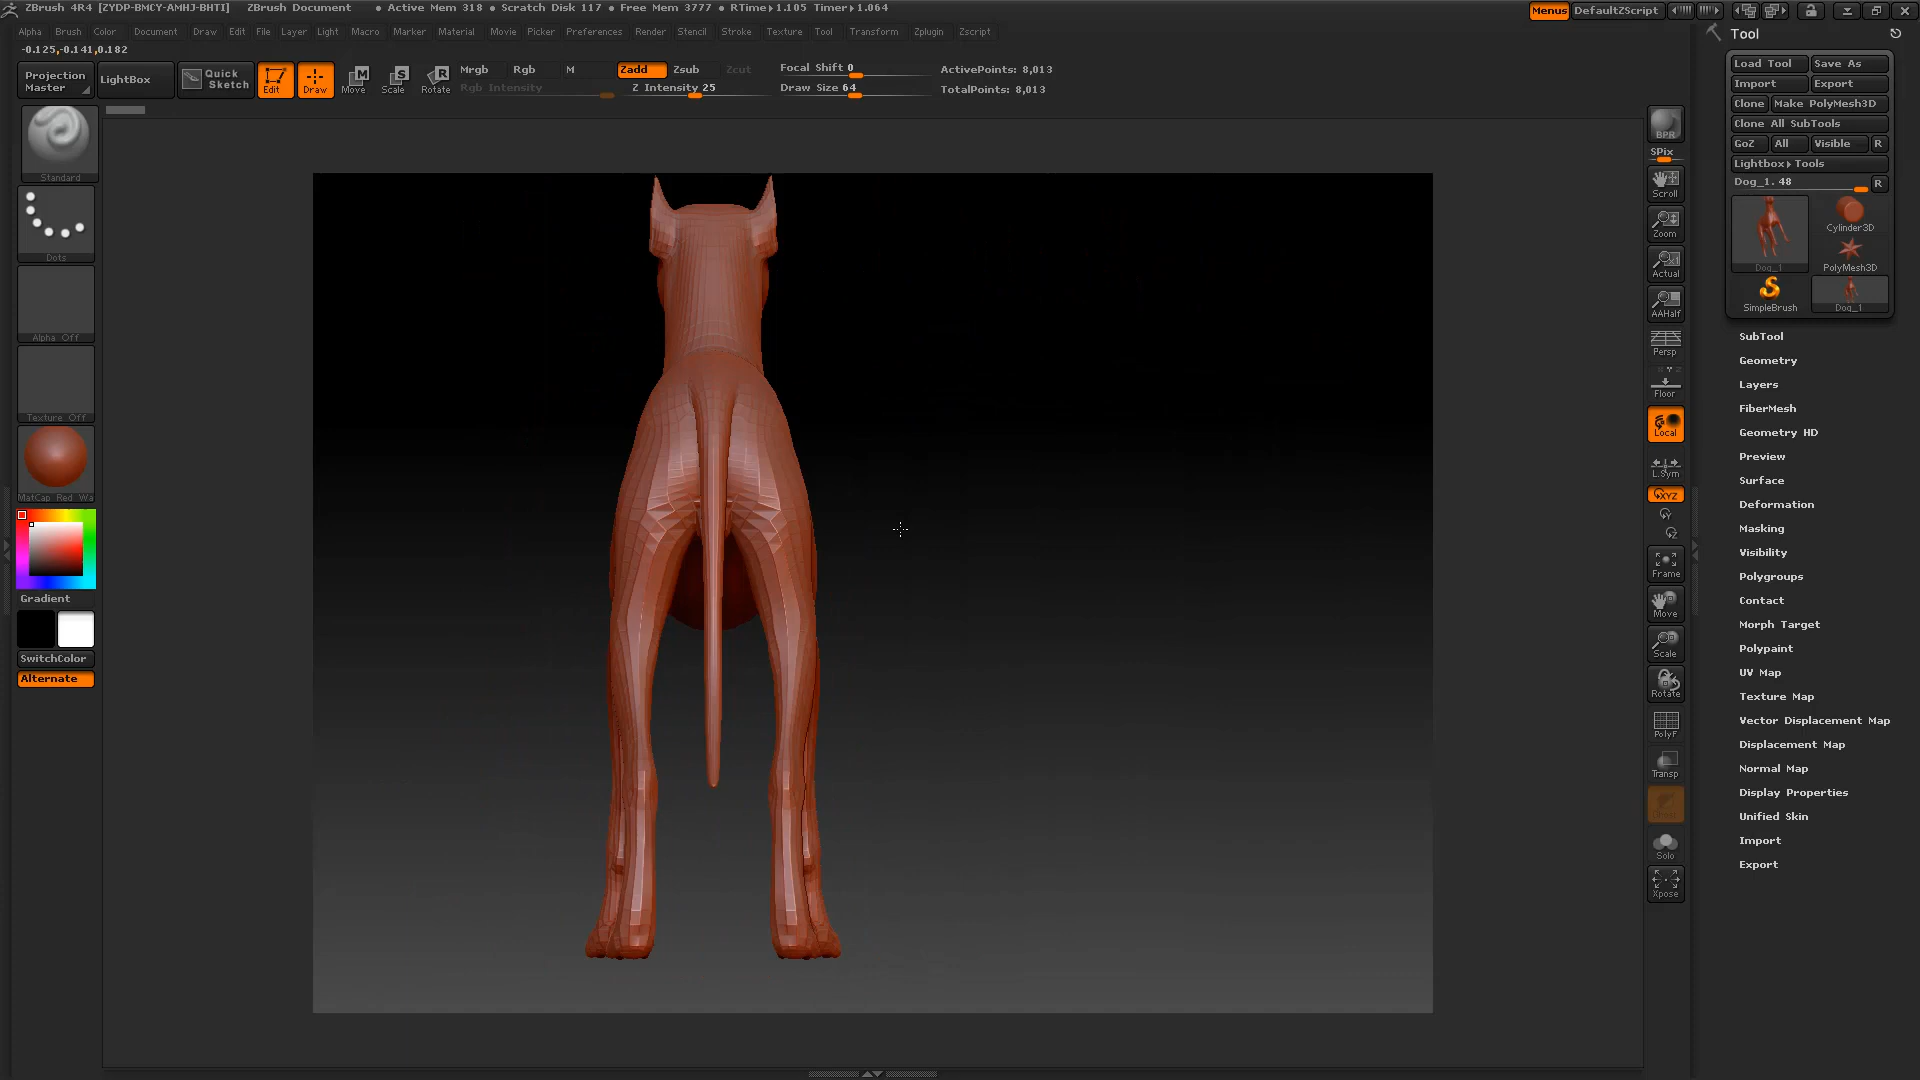 ZBrush 4R4 [ZYDP-BMCY-AMHJ-BHTI] ZBrush Document • Active Mem 318 • Scratch Disk 117 • Free Mem 3777 • RTime▸1.105 Timer▸1.064 Menus DefaultZScript
Alpha Brush Color Document Draw Edit File Layer Light Macro Marker Material Movie Picker Preferences Render Stencil Stroke Texture Tool Transform Zplugin Zscript
-0.125,-0.141,0.182
Projection Master
LightBox
Quick Sketch
Edit
Draw
Move
Scale
Rotate
Mrgb Rgb M
Rgb Intensity
Zadd Zsub Zcut
Z Intensity 25
Focal Shift 0
Draw Size 64
ActivePoints: 8,013
TotalPoints: 8,013
Standard
Dots
Alpha Off
Texture Off
MatCap Red Wa
Gradient
SwitchColor
Alternate
BPR
SPix
Scroll
Zoom
Actual
AAHalf
Persp
Floor
Local
L.Sym
XYZ
Y
Z
Frame
Move
Scale
Rotate
PolyF
Transp
Solo
Xpose
Tool
Load Tool Save As
Import Export
Clone Make PolyMesh3D
Clone All SubTools
GoZ All Visible R
Lightbox▸Tools
Dog_1. 48 R
Dog_1
Cylinder3D
PolyMesh3D
SimpleBrush
Dog_1
SubTool
Geometry
Layers
FiberMesh
Geometry HD
Preview
Surface
Deformation
Masking
Visibility
Polygroups
Contact
Morph Target
Polypaint
UV Map
Texture Map
Vector Displacement Map
Displacement Map
Normal Map
Display Properties
Unified Skin
Import
Export